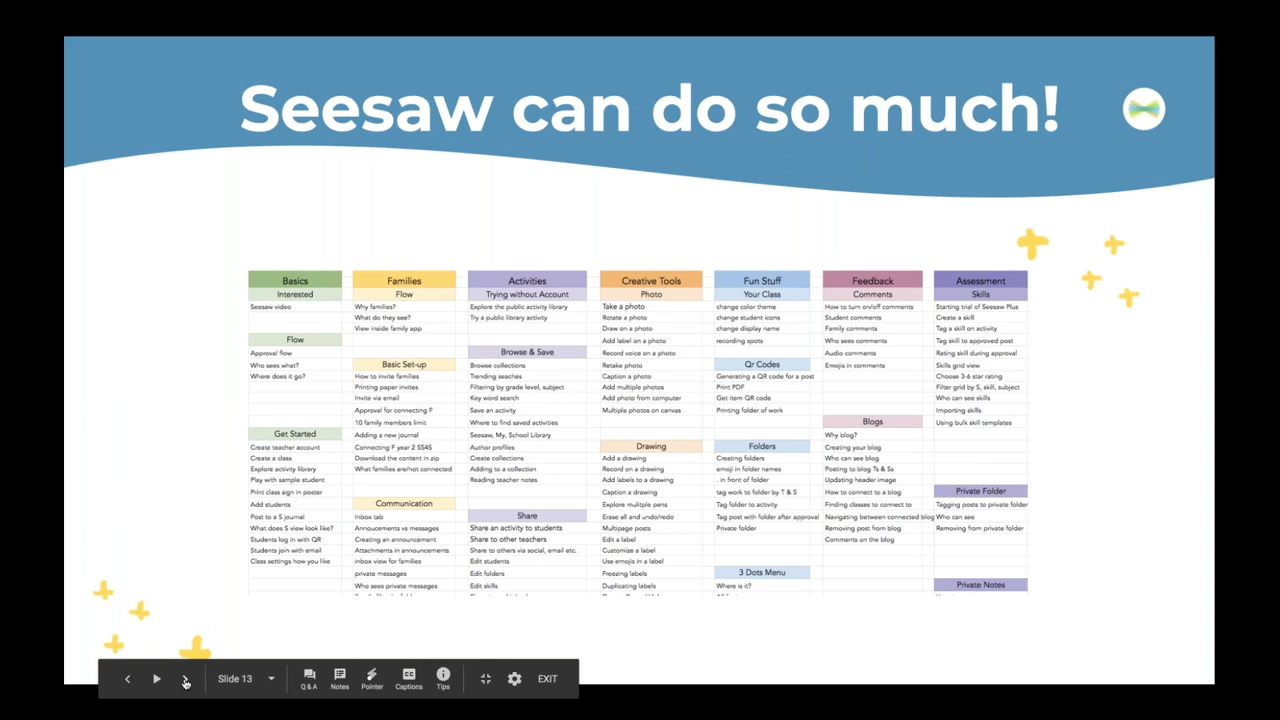 Seesaw can do so much!
Basics
Interested
Seesaw video
Flow
Approval flow
Who sees what?
Where does it go?
Get Started
Create teacher account
Create a class
Explore activity library
Play with sample student
Print class sign in poster
Add students
Post to a S journal
What does S view look like?
Students log in with QR
Students join with email
Class settings how you like
Families
Flow
Why families?
What do they see?
View inside family app
Basic Set-up
How to invite families
Printing paper invites
Invite via email
Approval for connecting F
10 family members limit
Adding a new journal
Connecting F year 2 SS4S
Download the content in zip
What families are/not connected
Communication
Inbox tab
Annoucements vs messages
Creating an announcement
Attachments in announcements
inbox view for families
private messages
Who sees private messages
Activities
Trying without Account
Explore the public activity library
Try a public library activity
Browse & Save
Browse collections
Trending seaches
Filtering by grade level, subject
Key word search
Save an activity
Where to find saved activities
Seesaw, My, School Library
Author profiles
Create collections
Adding to a collection
Reading teacher notes
Share
Share an activity to students
Share to other teachers
Share to others via social, email etc.
Edit students
Edit folders
Edit skills
Creative Tools
Photo
Take a photo
Rotate a photo
Draw on a photo
Add label on a photo
Record voice on a photo
Retake photo
Caption a photo
Add multiple photos
Add photo from computer
Multiple photos on canvas
Drawing
Add a drawing
Record on a drawing
Add labels to a drawing
Caption a drawing
Explore mulitple pens
Erase all and undo/redo
Multipage posts
Edit a label
Customize a label
Use emojis in a label
Freezing labels
Duplicating labels
Fun Stuff
Your Class
change color theme
change student icons
change display name
recording spots
Qr Codes
Generating a QR code for a post
Print PDF
Get item QR code
Printing folder of work
Folders
Creating folders
emoji in folder names
. in front of folder
tag work to folder by T & S
Tag folder to activity
Tag post with folder after approval
Private folder
3 Dots Menu
Where is it?
Feedback
Comments
How to turn on/off comments
Student comments
Family comments
Who sees comments
Audio comments
Emojis in comments
Blogs
Why blog?
Creating your blog
Who can see blog
Posting to blog Ts & Ss
Updating header image
How to connect to a blog
Finding classes to connect to
Navigating between connected blog
Removing post from blog
Comments on the blog
Assessment
Skills
Starting trial of Seesaw Plus
Create a skill
Tag a skill on activity
Tag skill to approved post
Rating skill during approval
Skills grid view
Choose 3-6 star rating
Filter grid by S, skill, subject
Who can see skills
Importing skills
Using bulk skill templates
Private Folder
Tagging posts to private folder
Who can see
Removing from private folder
Private Notes
Slide 13
Q & A
Notes
Pointer
CC
Captions
Tips
EXIT